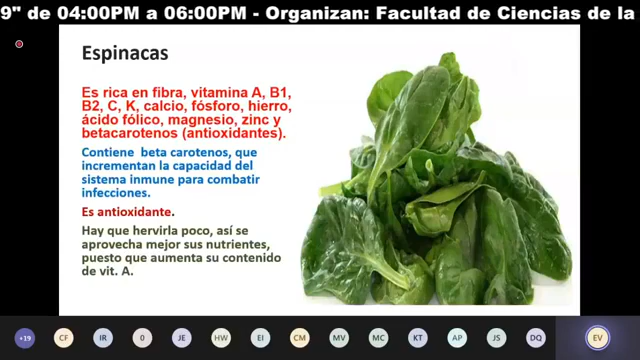 9" de 04:00PM a 06:00PM - Organizan: Facultad de Ciencias de la
Espinacas
Es rica en fibra, vitamina A, B1,
B2, C, K, calcio, fósforo, hierro,
ácido fólico, magnesio, zinc y
betacarotenos (antioxidantes).
Contiene beta carotenos, que
incrementan la capacidad del
sistema inmune para combatir
infecciones.
Es antioxidante.
Hay que hervirla poco, así se
aprovecha mejor sus nutrientes,
puesto que aumenta su contenido
de vit. A.
+19 CF IR 0 JE HW EI CM MV MC KT AP JS DQ EV